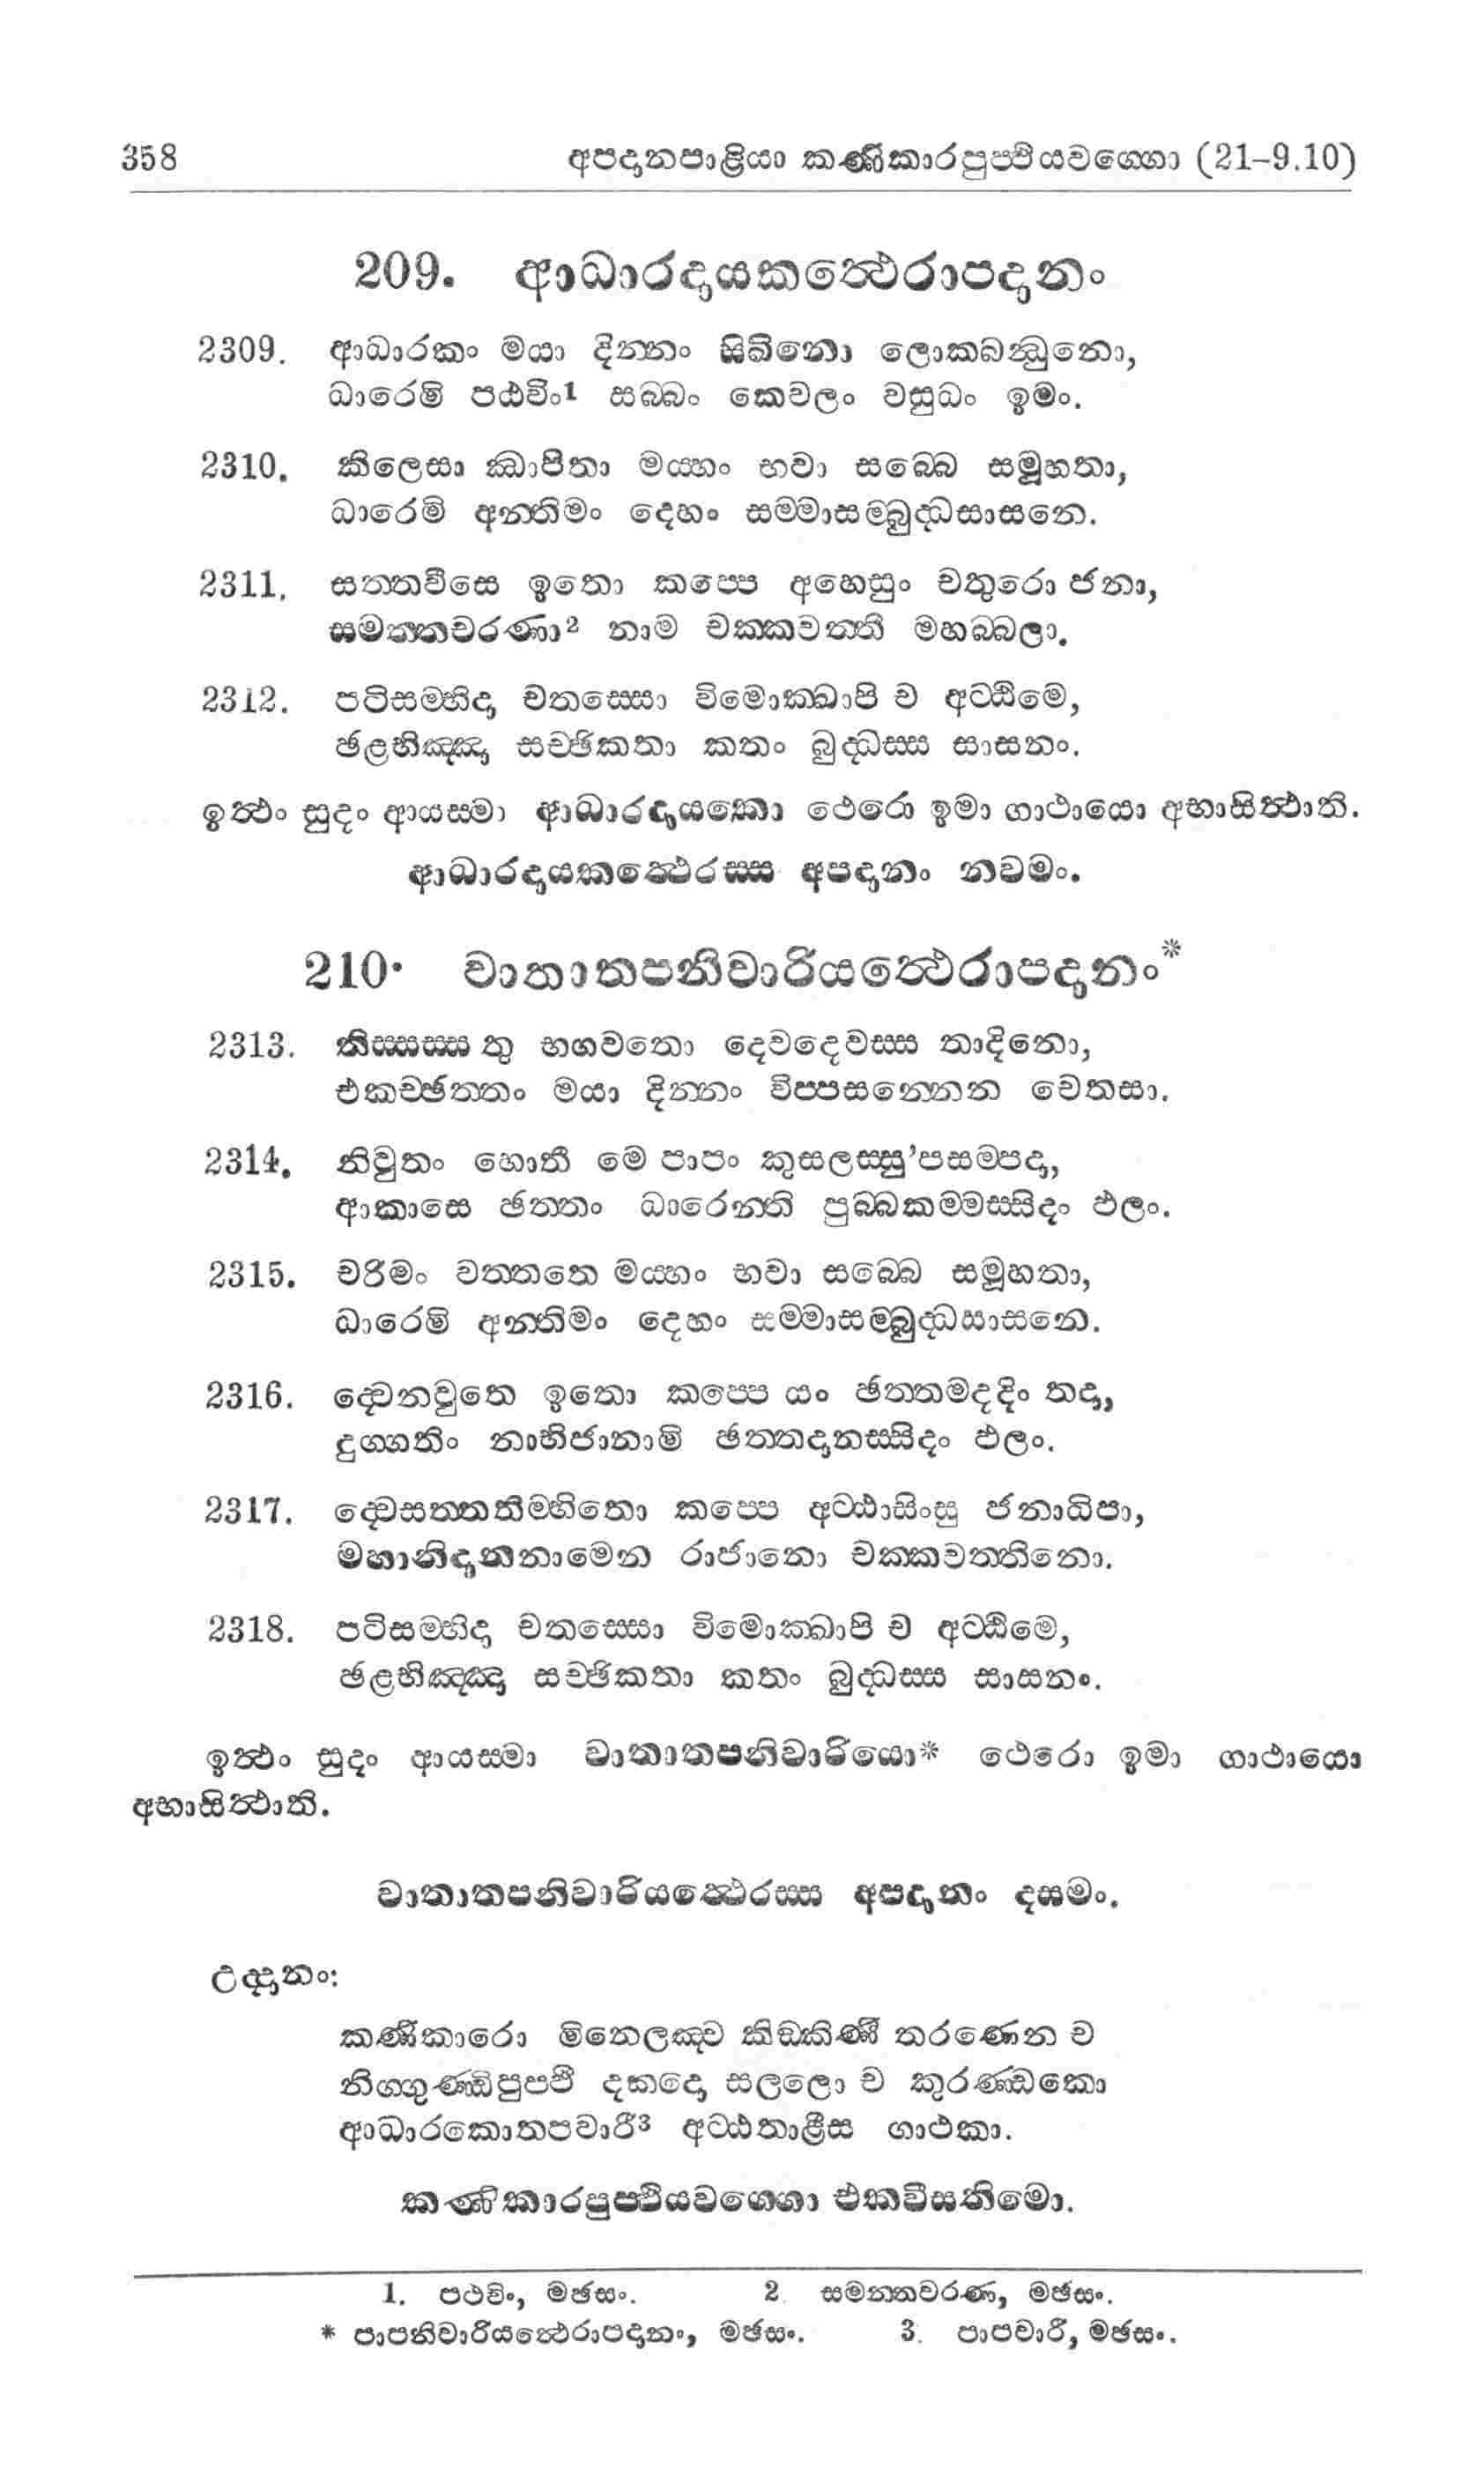 358 අපදානපාළියා කණිකාරපුප්ඵියවග්ගො (21-9.10)
209. ආධාරදායකත්ථෙරාපදානං
2309. ආධාරකං මයා දින්නං සිඛිනො ලොකබන්ධුනො,
ධාරෙමි පඨවිං1 සබ්බං කෙවලං වසුධං ඉමං.
2310. කිලෙසා ඣාපිතා මය්හං භවා සබ්බෙ සමූහතා,
ධාරෙමි අන්තිමං දෙහං සම්මාසම්බුද්ධසාසනෙ.
2311. සත්තවීසෙ ඉතො කප්පෙ අහෙසුං චතුරො ජනා,
සමන්තචරණා2 නාම චක්කවත්තී මහබ්බලා.
2312. පටිසම්භිදා චතස්සො විමොක්ඛාපි ච අට්ඨිමෙ,
ඡළභිඤ්ඤා සච්ඡිකතා කතං බුද්ධස්ස සාසනං.
ඉත්ථං සුදං ආයස්මා ආධාරදායකො ථෙරො ඉමා ගාථායො අභාසිත්ථාති.
ආධාරදායකත්ථෙරස්ස අපදානං නවමං.
210. වාතාතපනිවාරියත්ථෙරාපදානං*
2313. තිස්සස්ස තු භගවතො දෙවදෙවස්ස තාදිනො,
එකච්ඡත්තං මයා දින්නං විප්පසන්නෙන චෙතසා.
2314. නිවුතං හොතී මෙ පාපං කුසලස්සු'පසම්පදා,
ආකාසෙ ඡත්තං ධාරෙන්ති පුබ්බකම්මස්සිදං ඵලං.
2315. චරිමං වත්තතෙ මය්හං භවා සබ්බෙ සමූහතා,
ධාරෙමි අන්තිමං දෙහං සම්මාසම්බුද්ධසාසනෙ.
2316. ද්වෙනවුතෙ ඉතො කප්පෙ යං ඡත්තමදදිං තදා,
දුග්ගතිං නාභිජානාමි ඡත්තදානස්සිදං ඵලං.
2317. ද්වෙසත්තතිම්හිතො කප්පෙ අට්ඨාසිංසු ජනාධිපා,
මහානිදානනාමෙන රාජානො චක්කවත්තිනො.
2318. පටිසම්භිදා චතස්සො විමොක්ඛාපි ච අට්ඨිමෙ,
ඡළභිඤ්ඤා සච්ඡිකතා කතං බුද්ධස්ස සාසනං.
ඉත්ථං සුදං ආයස්මා වාතාතපනිවාරියො* ථෙරො ඉමා ගාථායො
අභාසිත්ථාති.
වාතාතපනිවාරියත්ථෙරස්ස අපදානං දසමං.
උද්දානං:
කණිකාරො මිනෙලඤ්ච කිඞ්කිණී තරණෙන ච
නිග්ගුණ්ඩිපුප්ඵී දකදො සලලො ච කුරණ්ඩකො
ආධාරකොතපවාරී3 අට්ඨතාළීස ගාථකා.
කණිකාරපුප්ඵියවග්ගො එකවීසතිමො.
1. පථවිං, මඡසං. 2. සමන්තවරණ, මඡසං.
* පාපනිවාරියත්ථෙරාපදානං, මඡසං. 3. පාපවාරී, මඡසං.